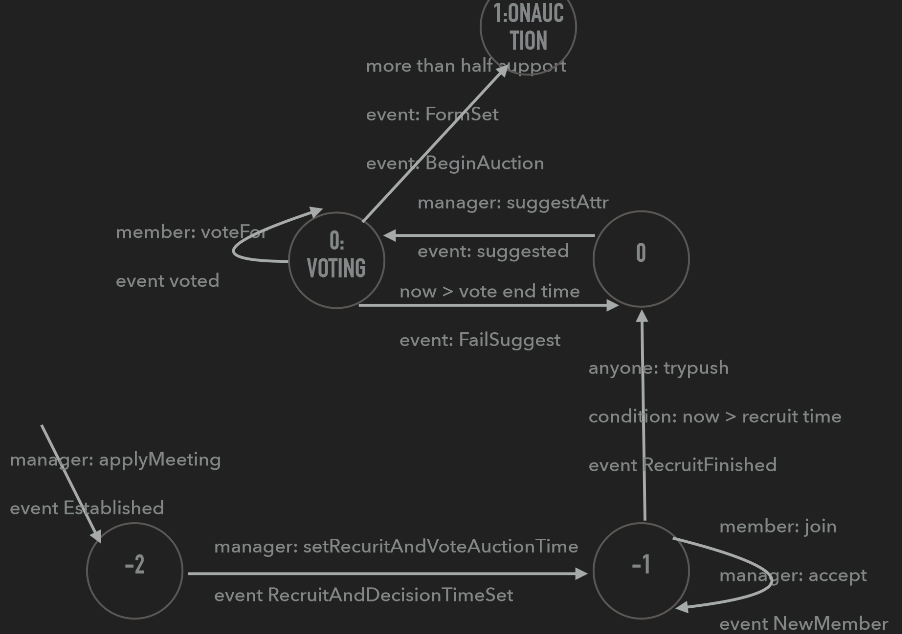 1:ONAUC
TION
more than half support
event: FormSet
event: BeginAuction
manager: suggestAttr
member: voteFor
0:
VOTING
0
event: suggested
event voted
now > vote end time
event: FailSuggest
anyone: trypush
condition: now > recruit time
manager: applyMeeting
event RecruitFinished
event Established
member: join
manager: setRecuritAndVoteAuctionTime
-2
-1
manager: accept
event RecruitAndDecisionTimeSet
event NewMember